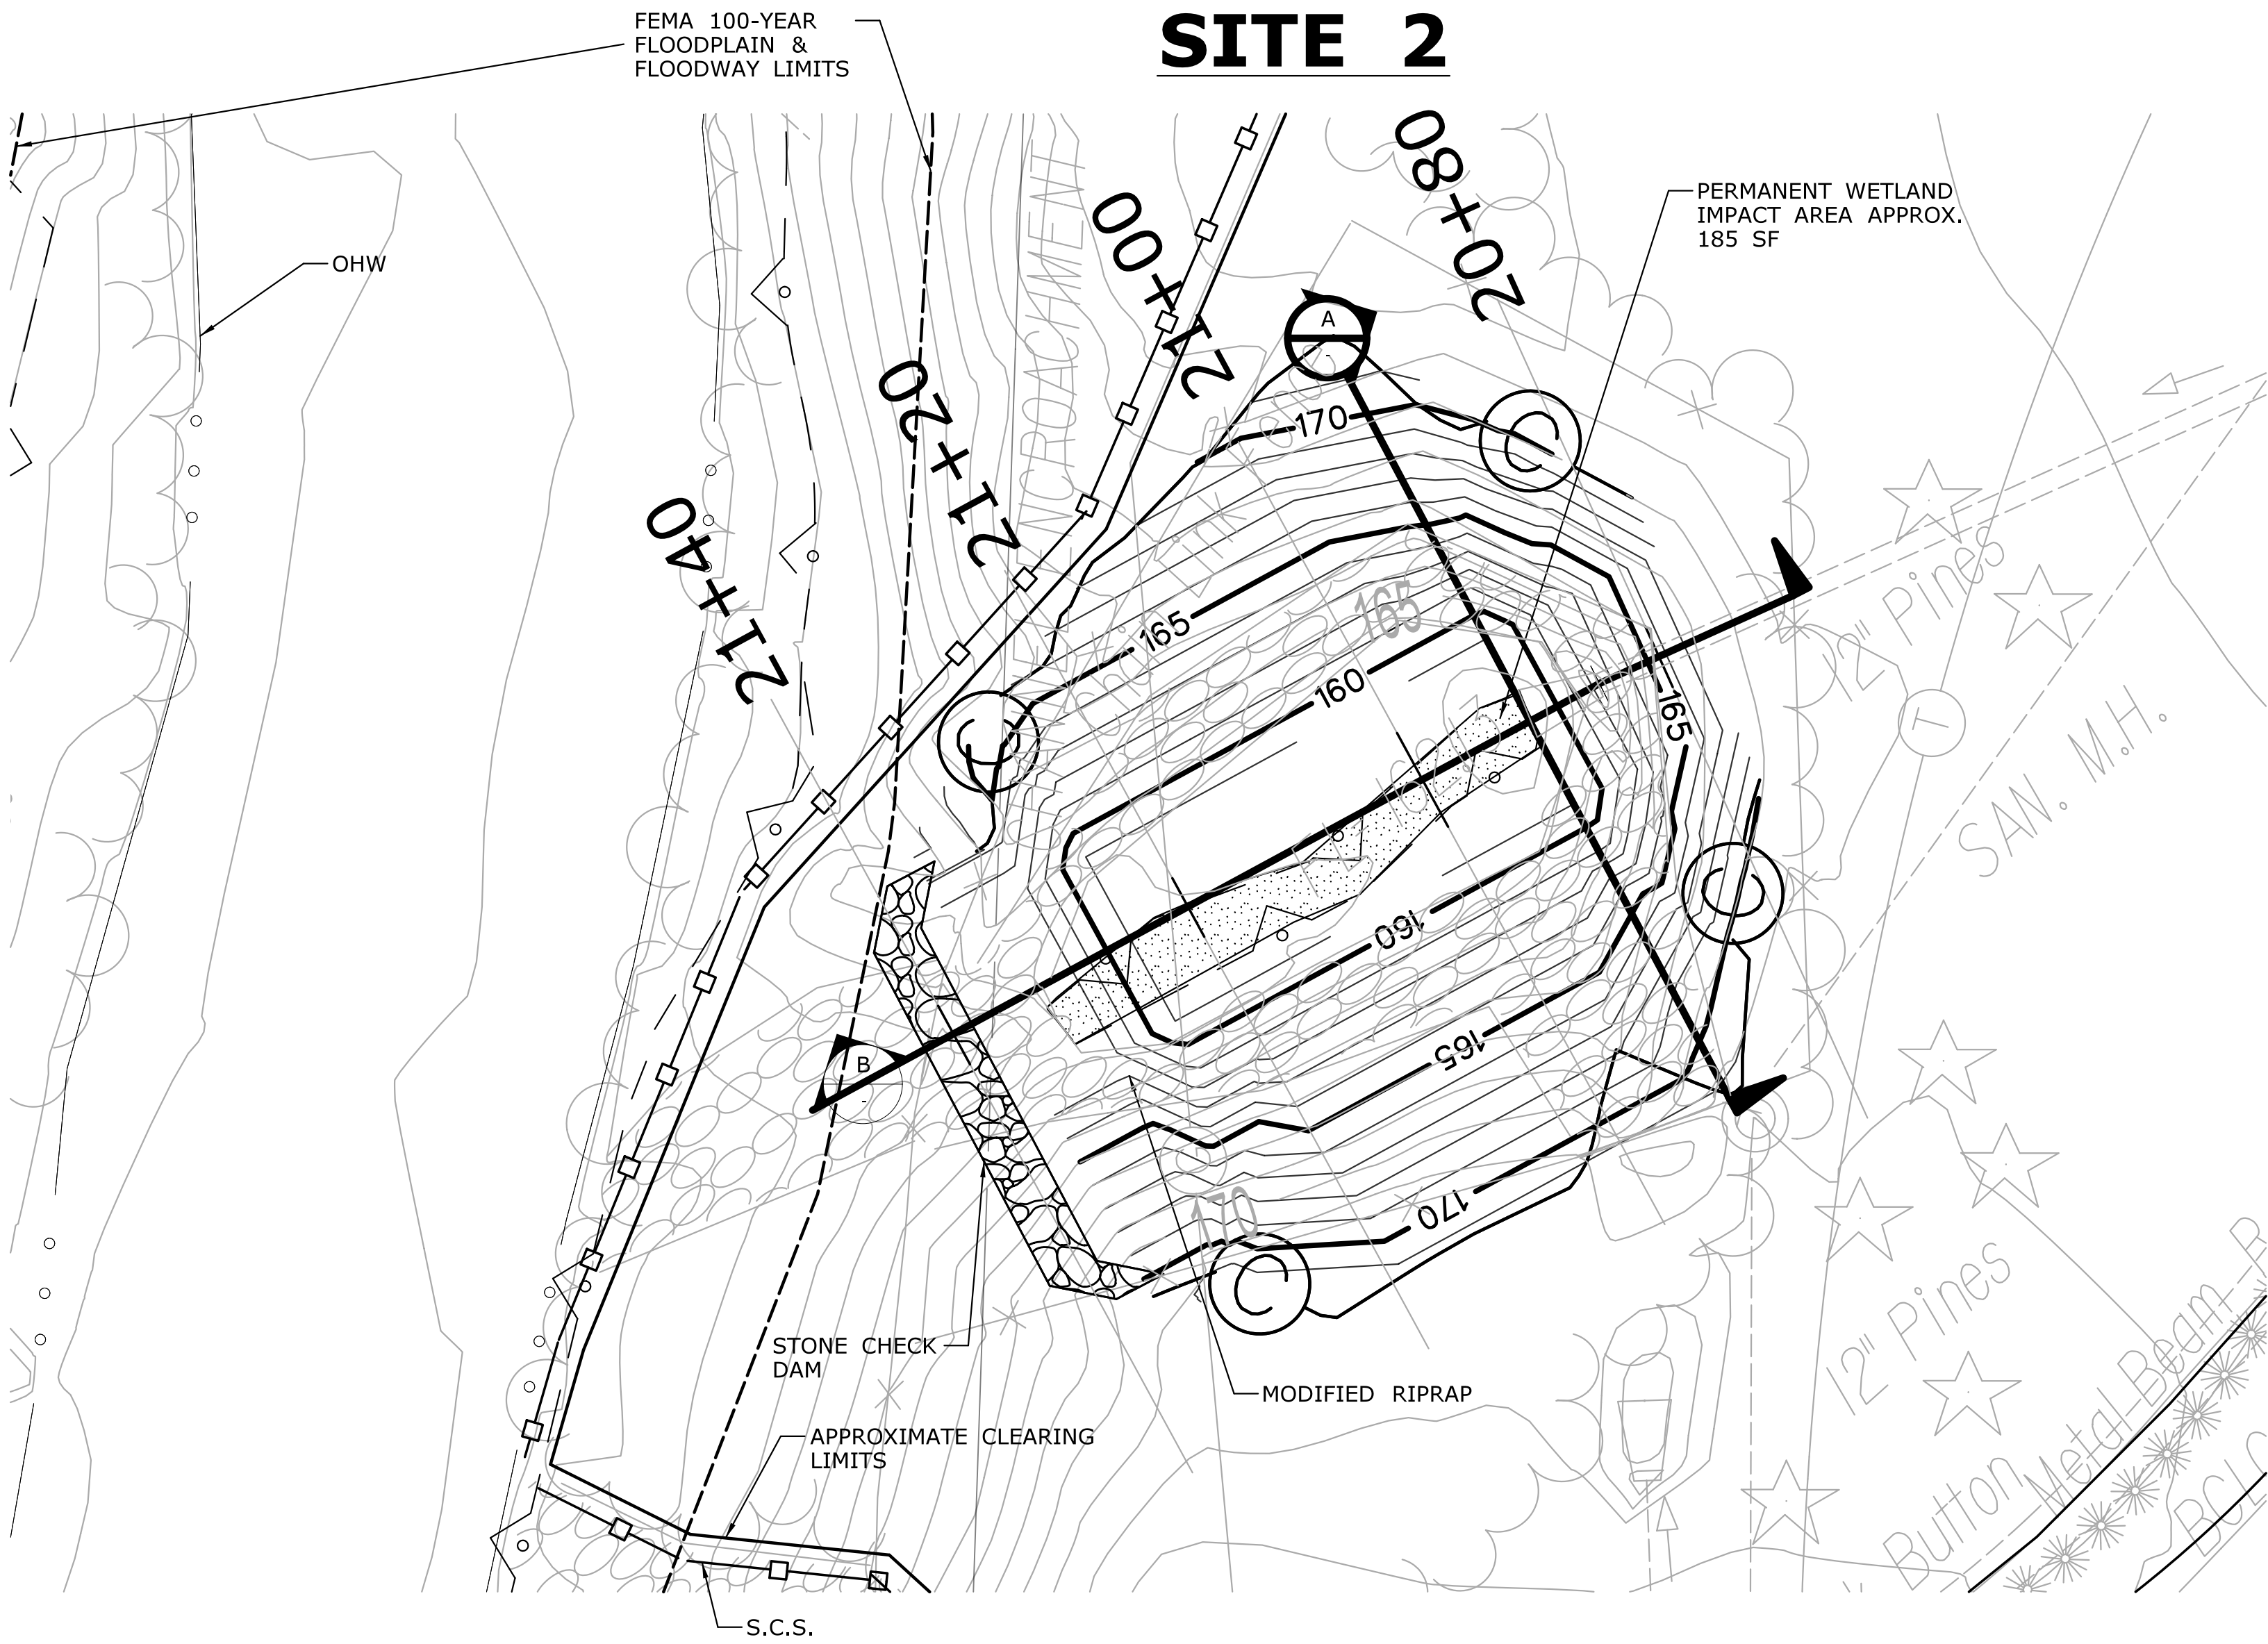 SITE 2
FEMA 100-YEAR
FLOODPLAIN &
FLOODWAY LIMITS
OHW
20+80
21+00
21+20
21+40
PERMANENT WETLAND
IMPACT AREA APPROX.
185 SF
A
-
170
165
165
160
165
160
165
170
170
B
-
C
C
C
C
12" Pines
SAN. M.H.
T
12" Pines
Metal Beam
Button
STONE CHECK
DAM
MODIFIED RIPRAP
APPROXIMATE CLEARING
LIMITS
S.C.S.